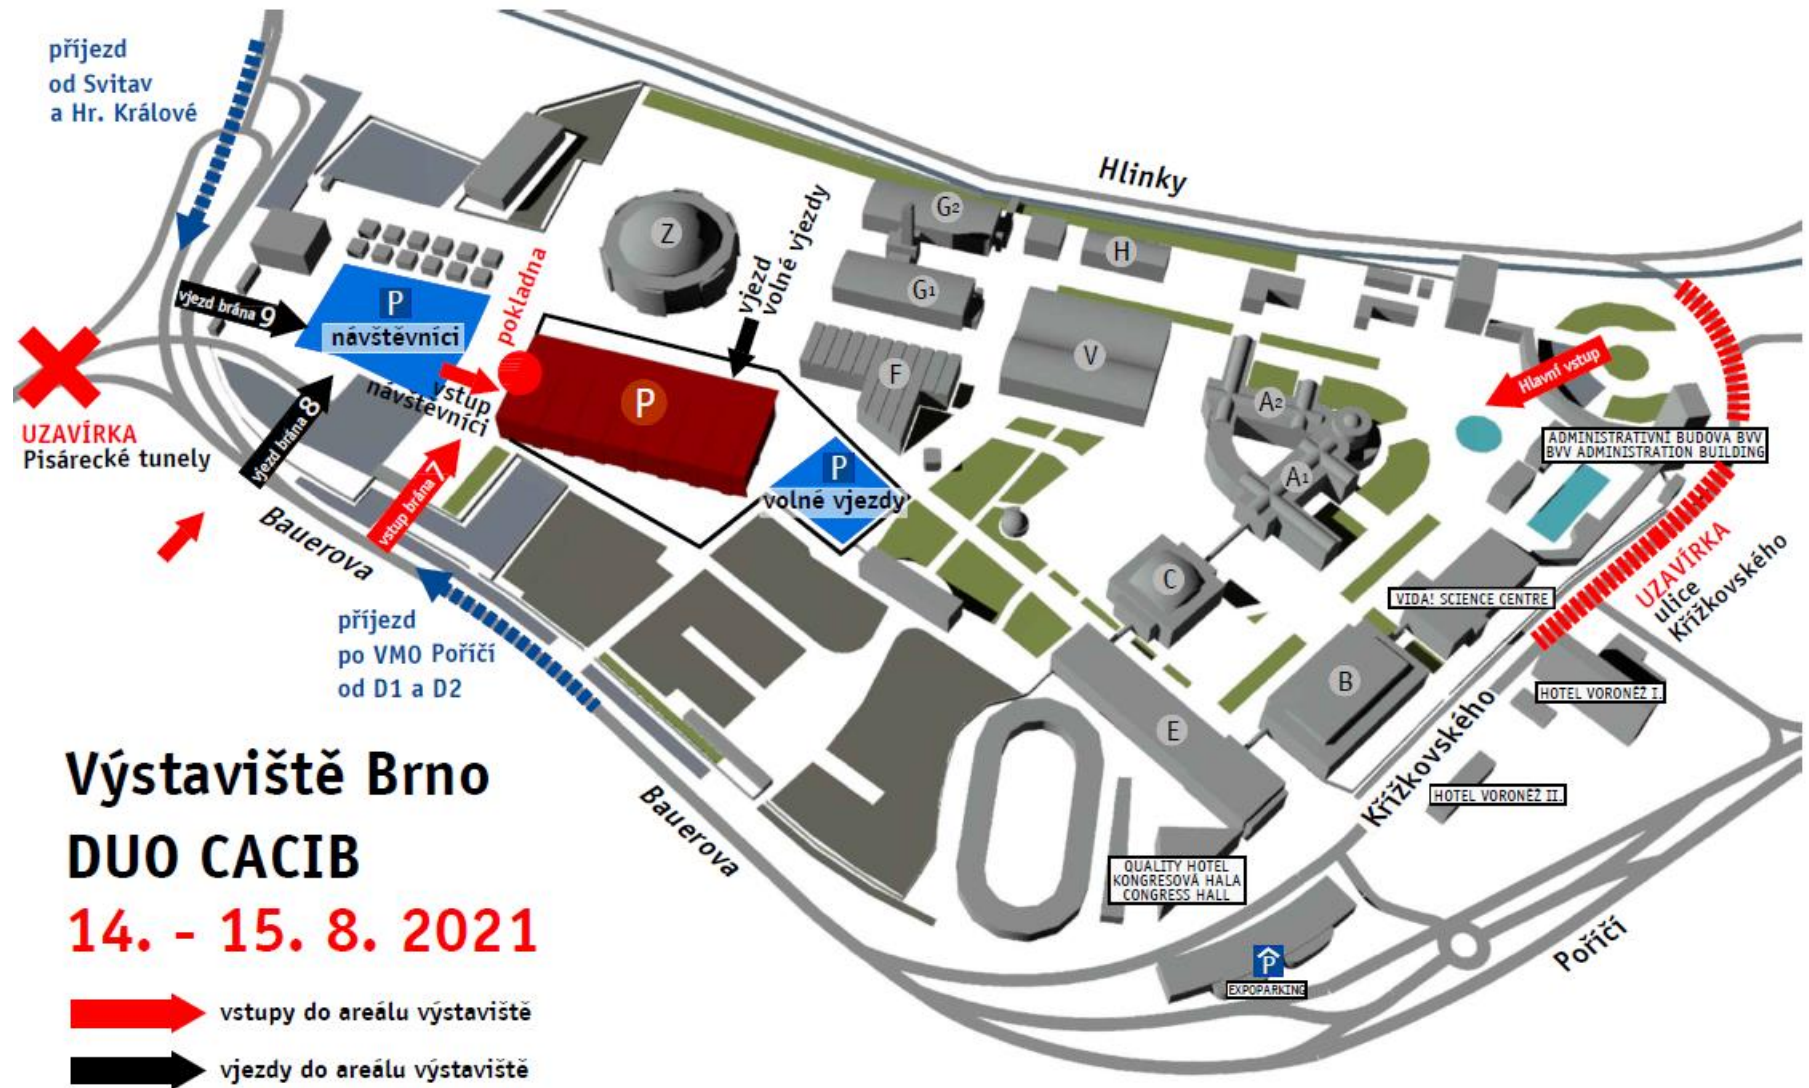 příjezd
od Svitav
a Hr. Králové
Hlinky
Z
G2
G1
H
V
F
A2
A1
C
B
E
vjezd
volné vjezdy
pokladna
vjezd brána 9
P
návštěvníci
vstup
návštěvníci
P
P
volné vjezdy
vjezd brána 8
vstup brána 7
UZAVÍRKA
Pisárecké tunely
Hlavní vstup
ADMINISTRATIVNÍ BUDOVA BVV
BVV ADMINISTRATION BUILDING
UZAVÍRKA
ulice
Křížkovského
VIDA! SCIENCE CENTRE
HOTEL VORONĚŽ I.
HOTEL VORONĚŽ II.
Křížkovského
Bauerova
příjezd
po VMO Poříčí
od D1 a D2
Bauerova
QUALITY HOTEL
KONGRESOVÁ HALA
CONGRESS HALL
P
EXPOPARKING
Poříčí
Výstaviště Brno
DUO CACIB
14. - 15. 8. 2021
vstupy do areálu výstaviště
vjezdy do areálu výstaviště